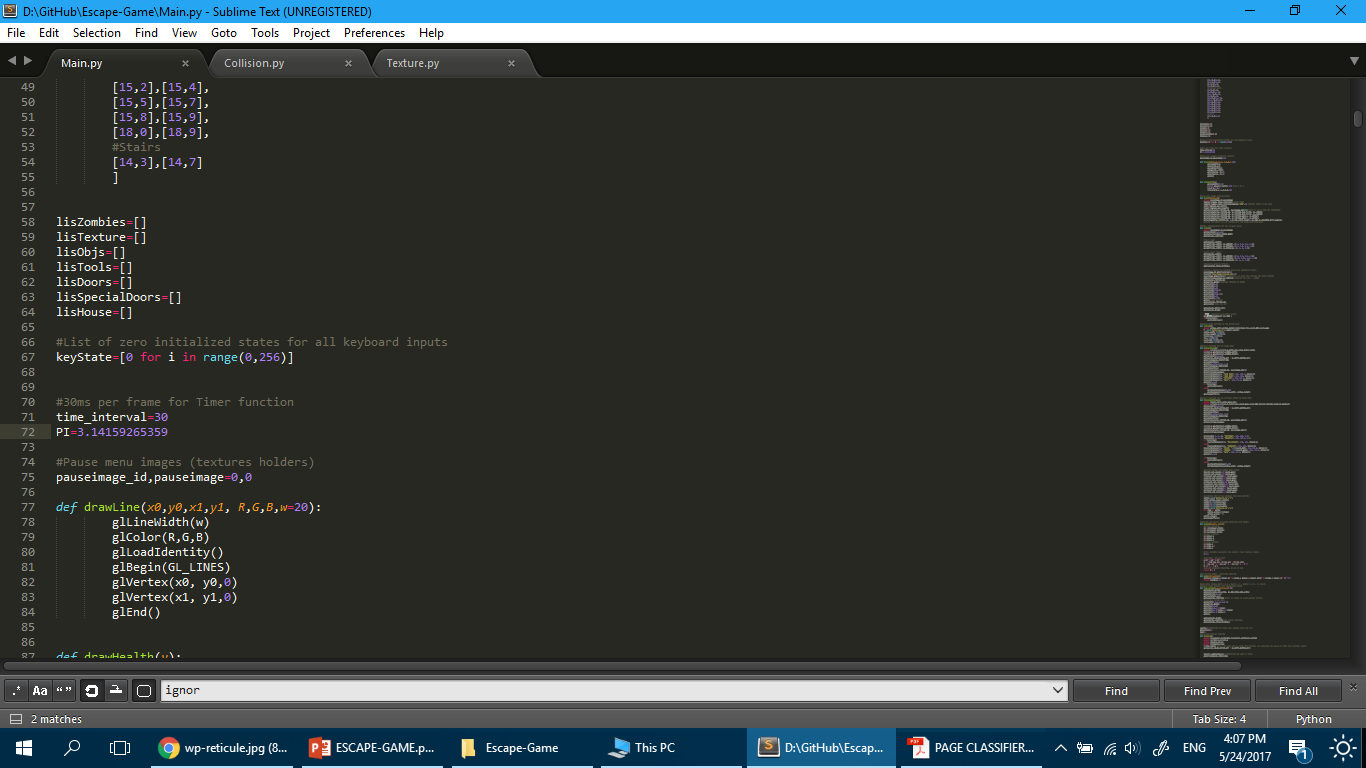 D:\GitHub\Escape-Game\Main.py - Sublime Text (UNREGISTERED)
File Edit Selection Find View Goto Tools Project Preferences Help
Main.py × Collision.py × Texture.py ×
49 [15,2],[15,4],
50 [15,5],[15,7],
51 [15,8],[15,9],
52 [18,0],[18,9],
53 #Stairs
54 [14,3],[14,7]
55 ]
56
57
58 lisZombies=[]
59 lisTexture=[]
60 lisObjs=[]
61 lisTools=[]
62 lisDoors=[]
63 lisSpecialDoors=[]
64 lisHouse=[]
65
66 #List of zero initialized states for all keyboard inputs
67 keyState=[0 for i in range(0,256)]
68
69
70 #30ms per frame for Timer function
71 time_interval=30
72 PI=3.14159265359
73
74 #Pause menu images (textures holders)
75 pauseimage_id,pauseimage=0,0
76
77 def drawLine(x0,y0,x1,y1, R,G,B,w=20):
78 glLineWidth(w)
79 glColor(R,G,B)
80 glLoadIdentity()
81 glBegin(GL_LINES)
82 glVertex(x0, y0,0)
83 glVertex(x1, y1,0)
84 glEnd()
85
86
87 def drawHealth(v):
.* Aa “” ignor Find Find Prev Find All
2 matches Tab Size: 4 Python
wp-reticule.jpg (8... ESCAPE-GAME.p... Escape-Game This PC D:\GitHub\Escap... PAGE CLASSIFIER... ENG 4:07 PM
5/24/2017 1